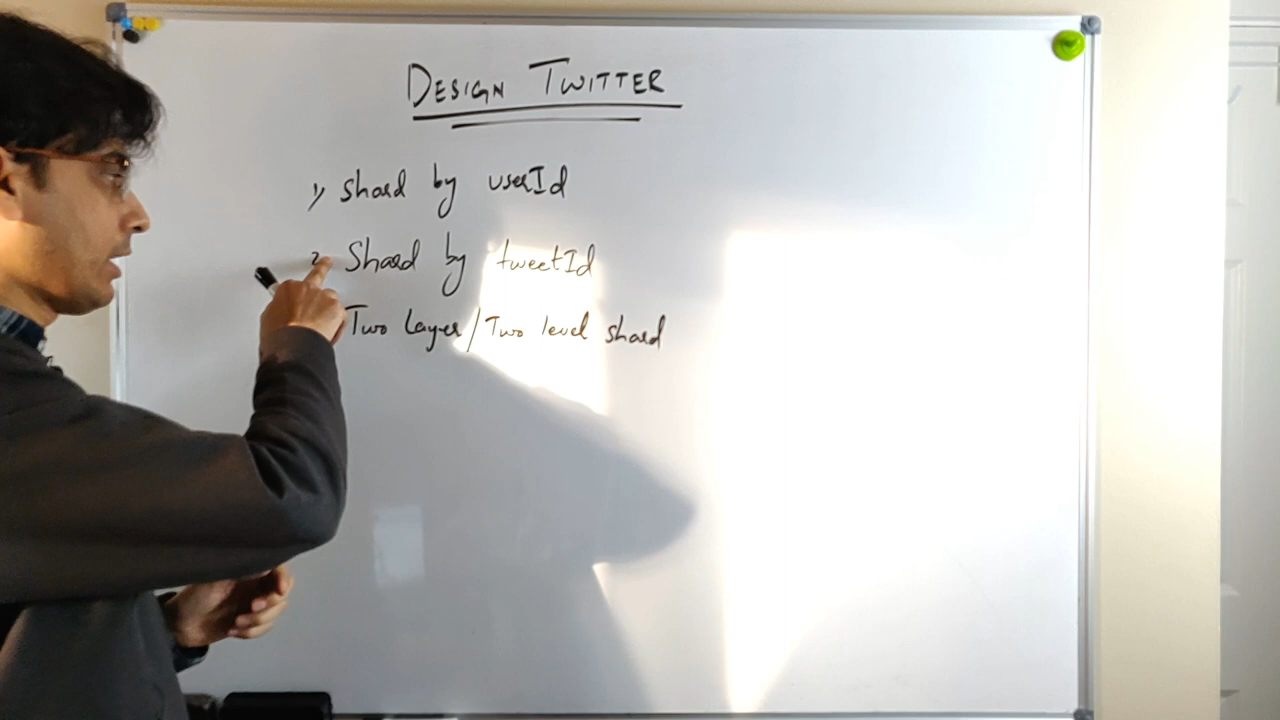 DESIGN TWITTER
1) Shard by userId
2) Shard by tweetId
Two Layer/Two level shard